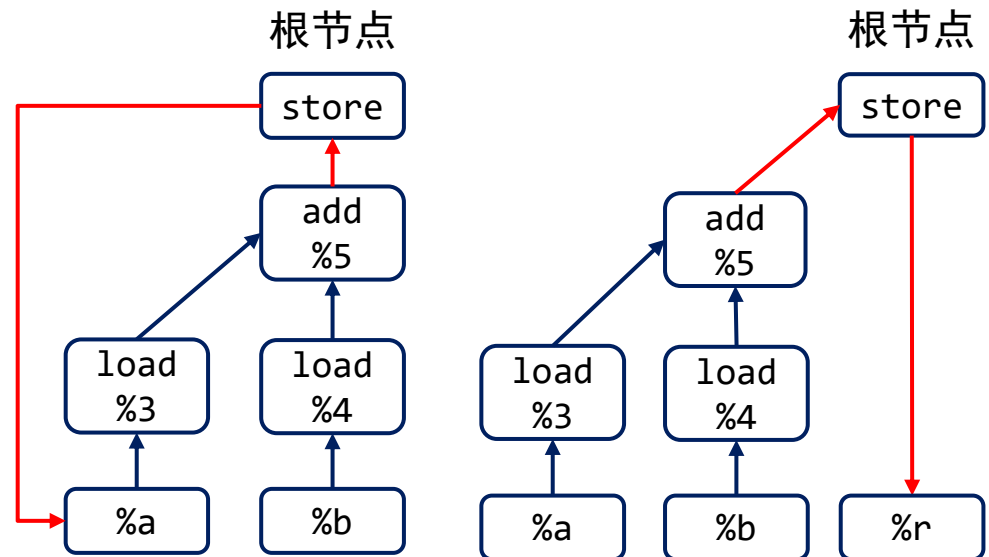 根节点
store
add
%5
load
%3
load
%4
%a
%b
根节点
store
add
%5
load
%3
load
%4
%a
%b
%r